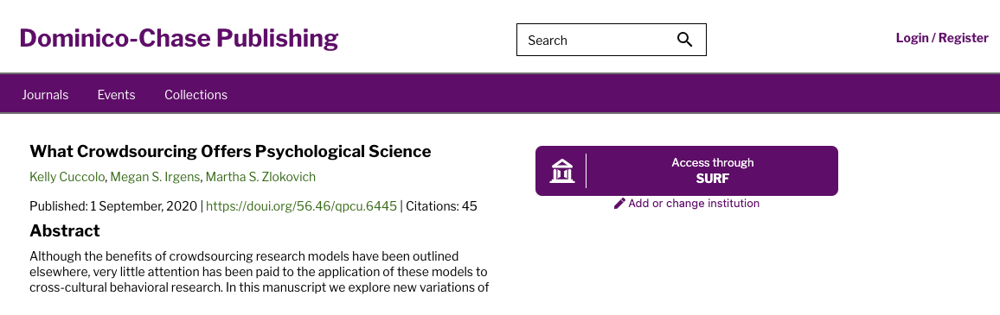 Dominico-Chase Publishing
Search
Login / Register
Journals Events Collections
What Crowdsourcing Offers Psychological Science
Kelly Cuccolo, Megan S. Irgens, Martha S. Zlokovich
Published: 1 September, 2020 | https://doui.org/56.46/qpcu.6445 | Citations: 45
Abstract
Although the benefits of crowdsourcing research models have been outlined
elsewhere, very little attention has been paid to the application of these models to
cross-cultural behavioral research. In this manuscript we explore new variations of
Access through
SURF
Add or change institution